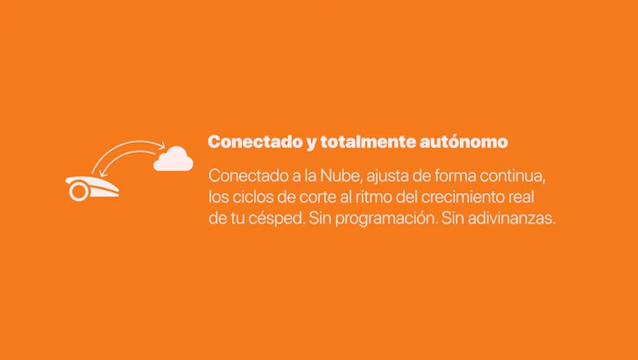 Conectado y totalmente autónomo
Conectado a la Nube, ajusta de forma continua,
los ciclos de corte al ritmo del crecimiento real
de tu césped. Sin programación. Sin adivinanzas.